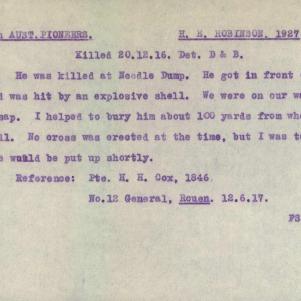 AUST.PIONEERS. H. E. ROBINSON. 1927
Killed 20.12.16. Det. D & B.
He was killed at Needle Dump. He got in front
was hit by an explosive shell. We were on our
I helped to bury him about 100 yards from
No cross was erected at the time, but I was
would be put up shortly.
Reference: Pte. H. H. Cox, 1846
No.12 General, Rouen. 12.6.17.